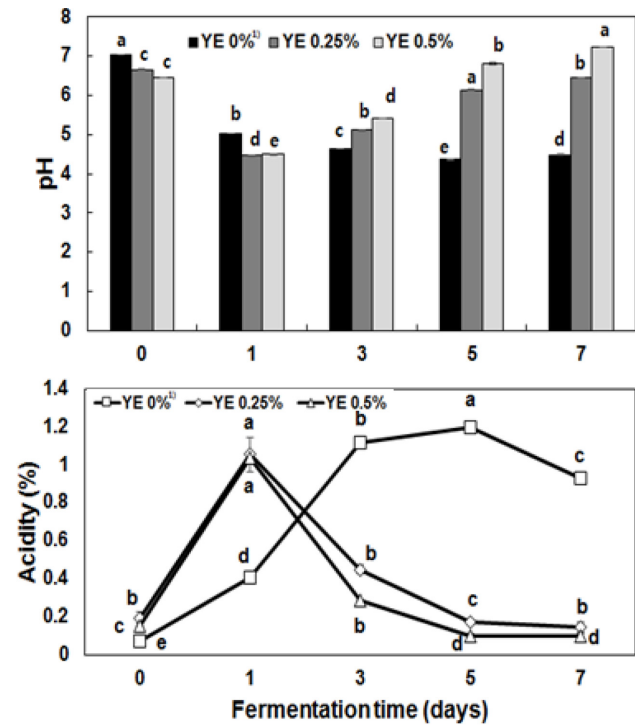 8
7
6
5
4
3
2
1
0
pH
YE 0%¹⁾ YE 0.25% YE 0.5%
a c c
b d e
c b d
e a b
d b a
0 1 3 5 7
1.4
1.2
1
0.8
0.6
0.4
0.2
0
Acidity (%)
YE 0%¹⁾ YE 0.25% YE 0.5%
a b a
a c
d b
b c b
c e b d d
0 1 3 5 7
Fermentation time (days)